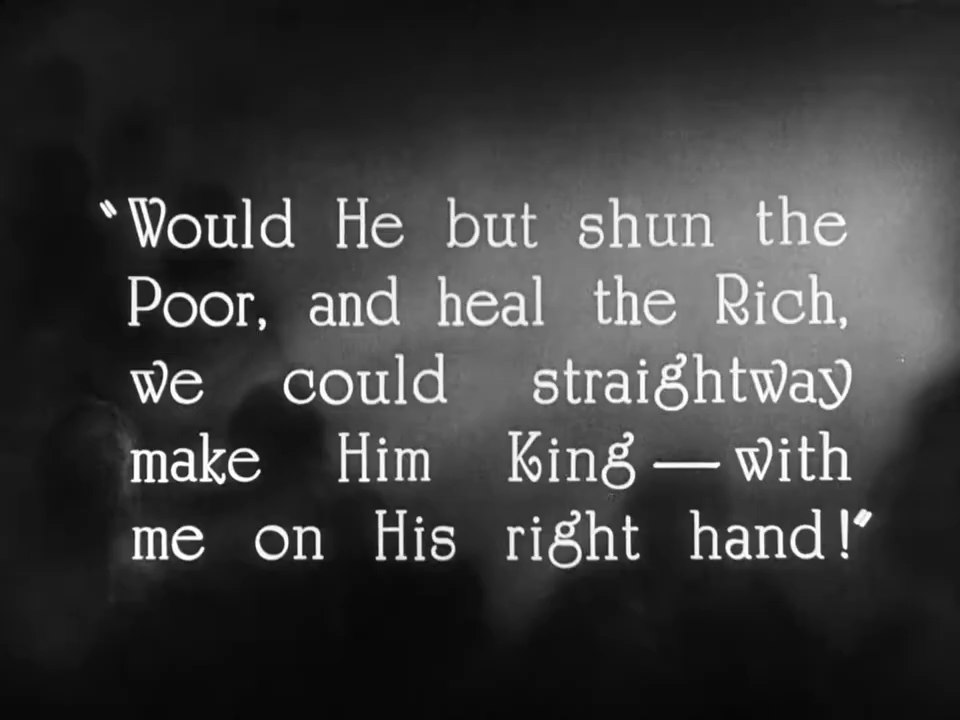 "Would He but shun the
Poor, and heal the Rich,
we could straightway
make Him King — with
me on His right hand!"